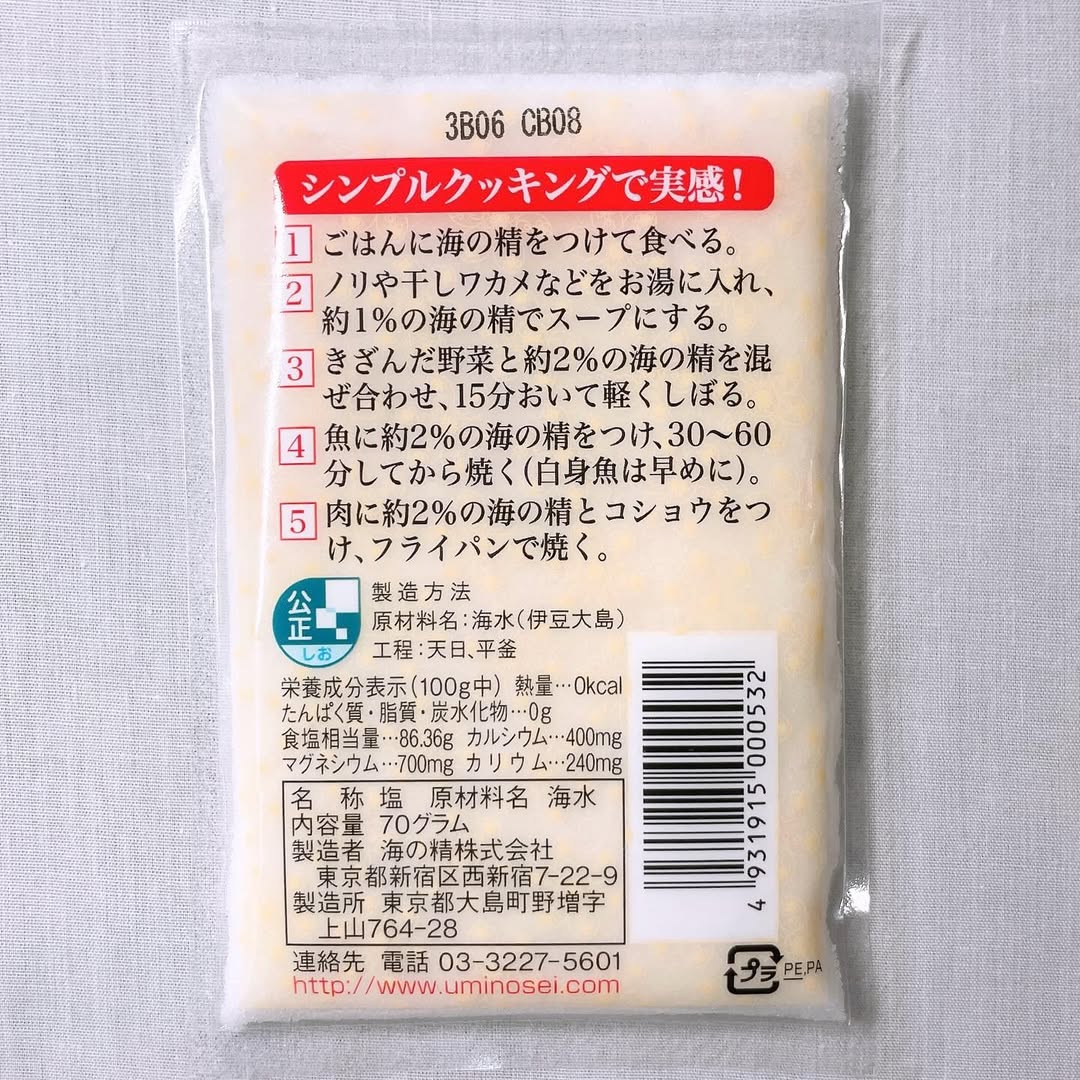 3B06 CB08
シンプルクッキングで実感！
1 ごはんに海の精をつけて食べる。
2 ノリや干しワカメなどをお湯に入れ、
約1%の海の精でスープにする。
3 きざんだ野菜と約2%の海の精を混
ぜ合わせ、15分おいて軽くしぼる。
4 魚に約2%の海の精をつけ、30〜60
分してから焼く（白身魚は早めに）。
5 肉に約2%の海の精とコショウをつ
け、フライパンで焼く。
公正
しお
製造方法
原材料名：海水（伊豆大島）
工程：天日、平釜
栄養成分表示（100g中） 熱量…0kcal
たんぱく質・脂質・炭水化物…0g
食塩相当量…86.36g カルシウム…400mg
マグネシウム…700mg カリウム…240mg
名 称 塩 原材料名 海水
内容量 70グラム
製造者 海の精株式会社
東京都新宿区西新宿7-22-9
製造所 東京都大島町野増字
上山764-28
連絡先 電話 03-3227-5601
http://www.uminosei.com
4 931915 000532
プラ PE,PA